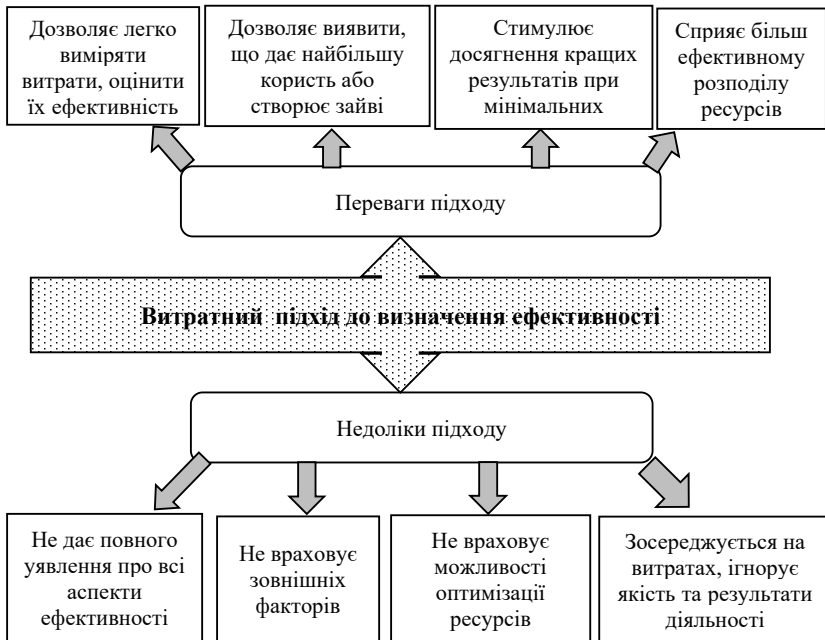 Дозволяє легко
виміряти
витрати, оцінити
їх ефективність
Дозволяє виявити,
що дає найбільшу
користь або
створює зайві
Стимулює
досягнення кращих
результатів при
мінімальних
Сприяє більш
ефективному
розподілу
ресурсів
Переваги підходу
Витратний підхід до визначення ефективності
Недоліки підходу
Не дає повного
уявлення про всі
аспекти
ефективності
Не враховує
зовнішніх
факторів
Не враховує
можливості
оптимізації
ресурсів
Зосереджується на
витратах, ігнорує
якість та результати
діяльності